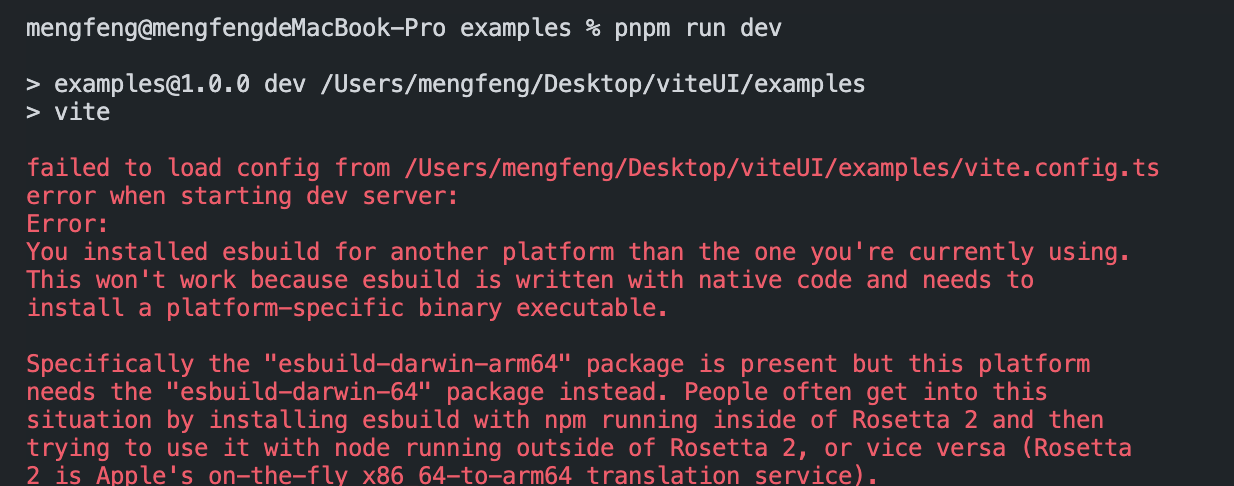 mengfeng@mengfengdeMacBook-Pro examples % pnpm run dev
> examples@1.0.0 dev /Users/mengfeng/Desktop/viteUI/examples
> vite
failed to load config from /Users/mengfeng/Desktop/viteUI/examples/vite.config.ts
error when starting dev server:
Error:
You installed esbuild for another platform than the one you're currently using.
This won't work because esbuild is written with native code and needs to
install a platform-specific binary executable.
Specifically the "esbuild-darwin-arm64" package is present but this platform
needs the "esbuild-darwin-64" package instead. People often get into this
situation by installing esbuild with npm running inside of Rosetta 2 and then
trying to use it with node running outside of Rosetta 2, or vice versa (Rosetta
2 is Apple's on-the-fly x86_64-to-arm64 translation service).